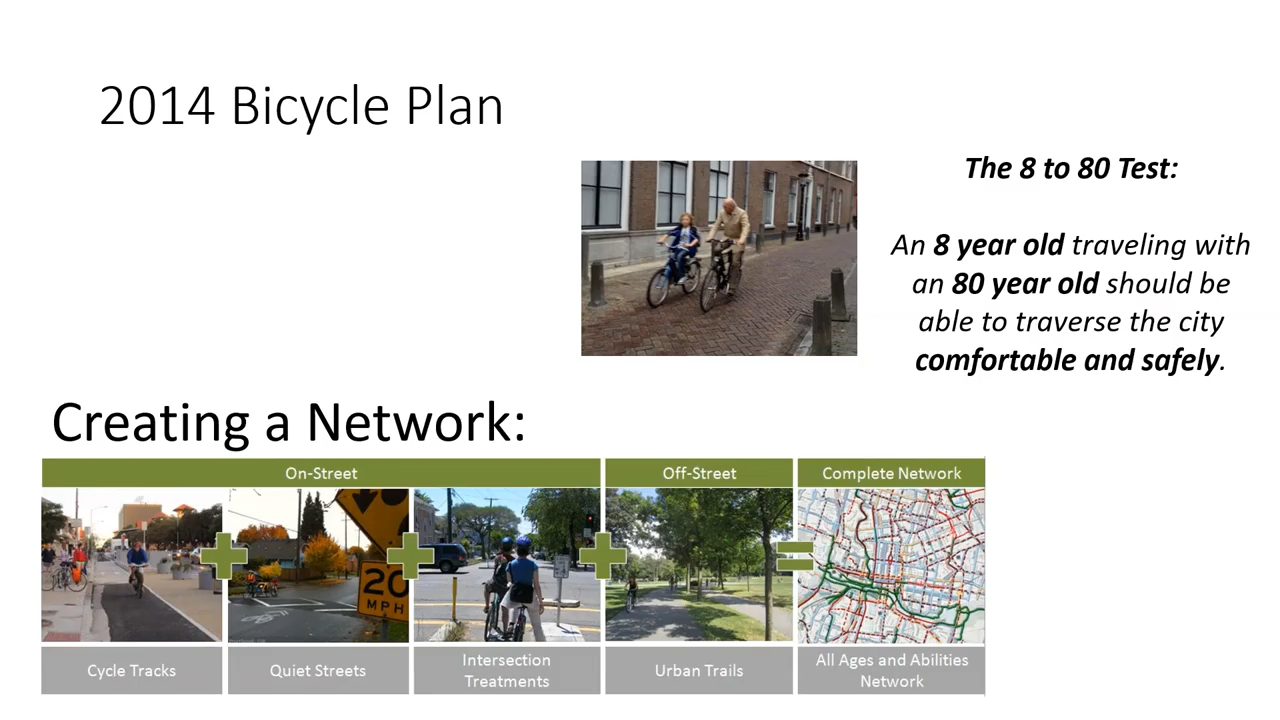 2014 Bicycle Plan
The 8 to 80 Test:
An 8 year old traveling with
an 80 year old should be
able to traverse the city
comfortable and safely.
Creating a Network:
On-Street
Off-Street
Complete Network
20
MPH
Cycle Tracks
Quiet Streets
Intersection
Treatments
Urban Trails
All Ages and Abilities
Network